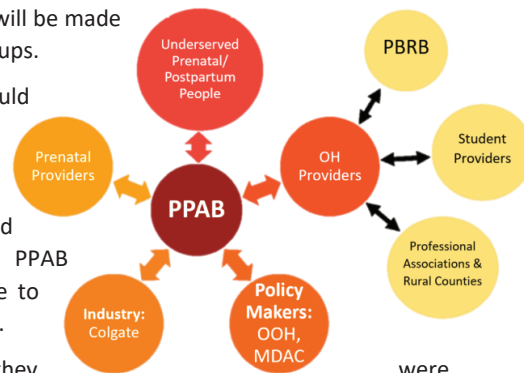 will be made
ups.
uld
d
PPAB
e to
.
they
were
Underserved
Prenatal/
Postpartum
People
PBRB
Prenatal
Providers
OH
Providers
Student
Providers
PPAB
Professional
Associations &
Rural Counties
Industry:
Colgate
Policy
Makers:
OOH,
MDAC